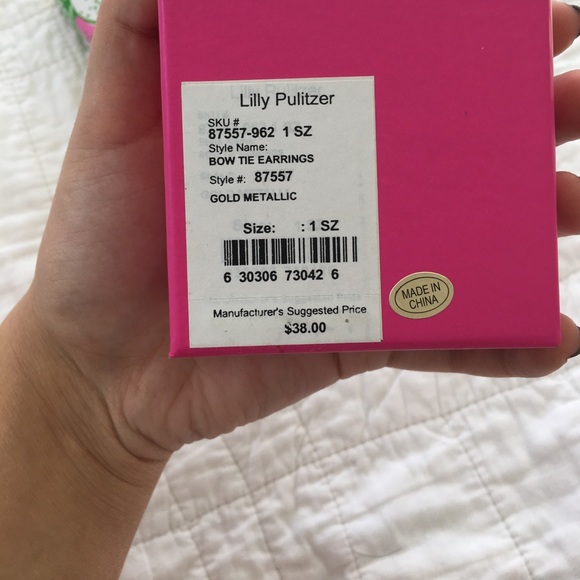 Lilly Pulitzer
SKU #
87557-962 1 SZ
Style Name:
BOW TIE EARRINGS
Style #: 87557
GOLD METALLIC
Size: : 1 SZ
6 30306 73042 6
Manufacturer's Suggested Price
$38.00
MADE IN
CHINA